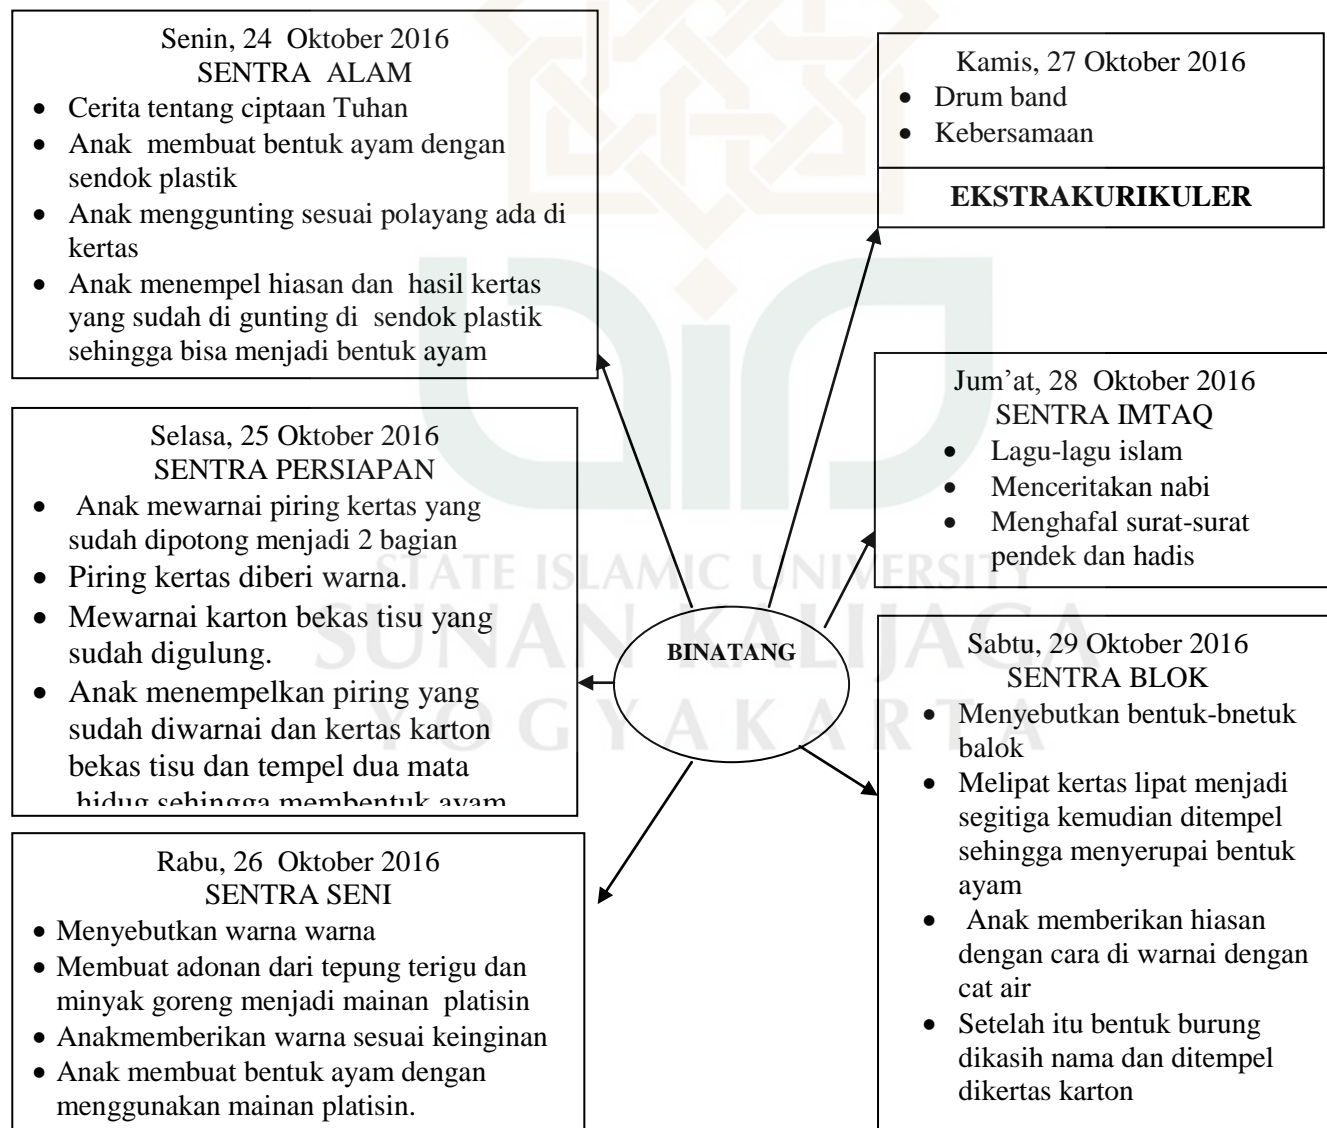 Senin, 24 Oktober 2016
SENTRA ALAM
• Cerita tentang ciptaan Tuhan
• Anak membuat bentuk ayam dengan
sendok plastik
• Anak menggunting sesuai polayang ada di
kertas
• Anak menempel hiasan dan hasil kertas
yang sudah di gunting di sendok plastik
sehingga bisa menjadi bentuk ayam
Selasa, 25 Oktober 2016
SENTRA PERSIAPAN
• Anak mewarnai piring kertas yang
sudah dipotong menjadi 2 bagian
• Piring kertas diberi warna.
• Mewarnai karton bekas tisu yang
sudah digulung.
• Anak menempelkan piring yang
sudah diwarnai dan kertas karton
bekas tisu dan tempel dua mata
hidug sehingga membentuk ayam
Rabu, 26 Oktober 2016
SENTRA SENI
• Menyebutkan warna warna
• Membuat adonan dari tepung terigu dan
minyak goreng menjadi mainan platisin
• Anakmemberikan warna sesuai keinginan
• Anak membuat bentuk ayam dengan
menggunakan mainan platisin.
BINATANG
Kamis, 27 Oktober 2016
• Drum band
• Kebersamaan
EKSTRAKURIKULER
Jum’at, 28 Oktober 2016
SENTRA IMTAQ
• Lagu-lagu islam
• Menceritakan nabi
• Menghafal surat-surat
pendek dan hadis
Sabtu, 29 Oktober 2016
SENTRA BLOK
• Menyebutkan bentuk-bnetuk
balok
• Melipat kertas lipat menjadi
segitiga kemudian ditempel
sehingga menyerupai bentuk
ayam
• Anak memberikan hiasan
dengan cara di warnai dengan
cat air
• Setelah itu bentuk burung
dikasih nama dan ditempel
dikertas karton
STATE ISLAMIC UNIVERSITY
SUNAN KALIJAGA
YOGYAKARTA